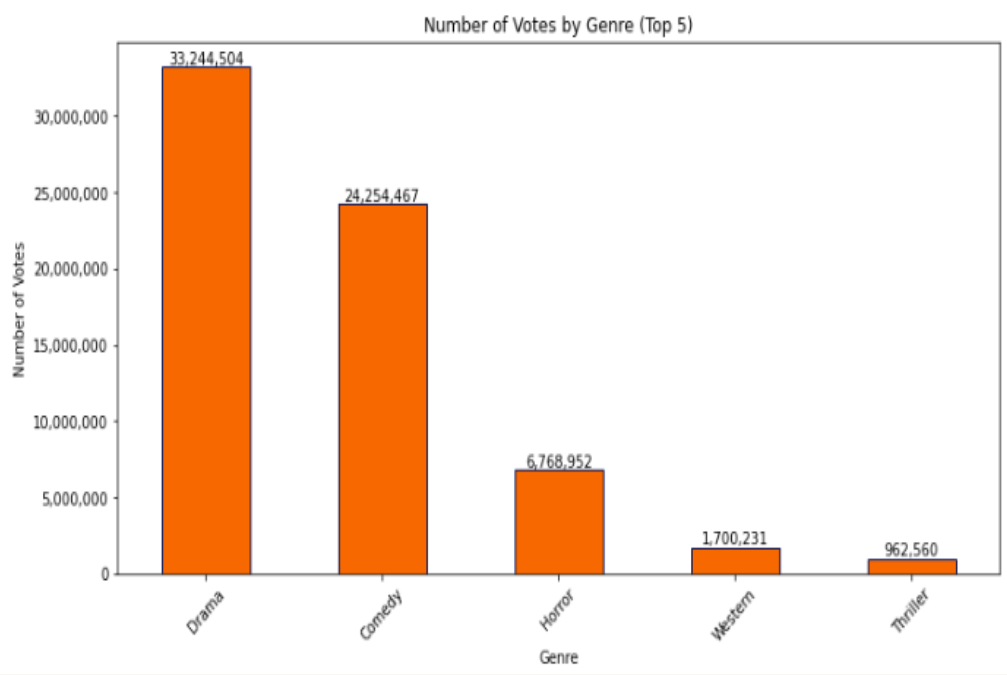 Number of Votes by Genre (Top 5)
33,244,504
30,000,000
24,254,467
25,000,000
20,000,000
15,000,000
10,000,000
6,768,952
5,000,000
1,700,231
962,560
0
Number of Votes
Drama
Comedy
Horror
Western
Thriller
Genre